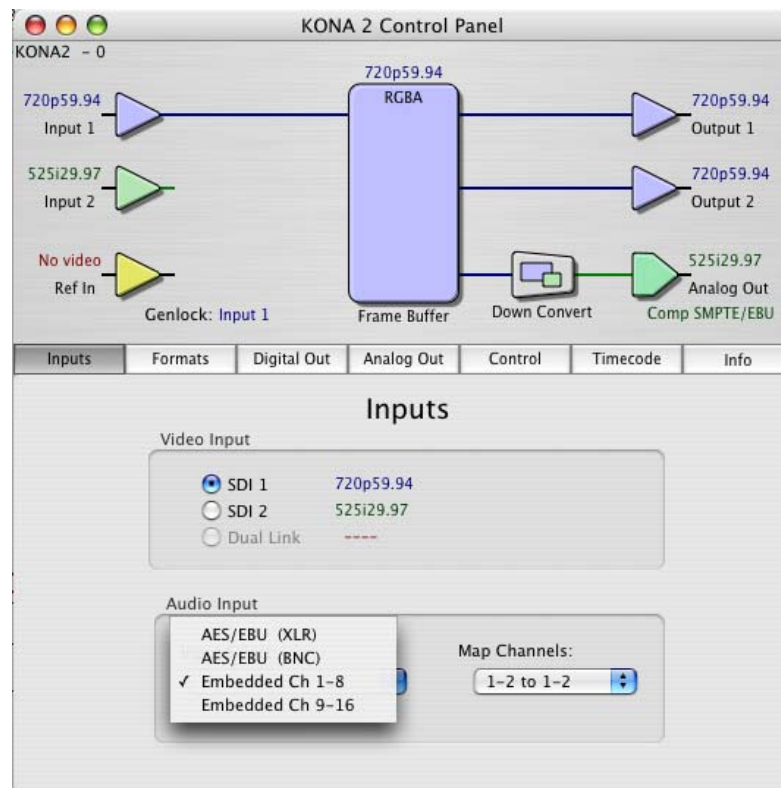 KONA 2 Control Panel
KONA2 - 0
720p59.94
Input 1
525i29.97
Input 2
No video
Ref In
Genlock: Input 1
720p59.94
RGBA
Frame Buffer
Down Convert
720p59.94
Output 1
720p59.94
Output 2
525i29.97
Analog Out
Comp SMPTE/EBU
Inputs Formats Digital Out Analog Out Control Timecode Info
Inputs
Video Input
SDI 1 720p59.94
SDI 2 525i29.97
Dual Link ----
Audio Input
AES/EBU (XLR)
AES/EBU (BNC)
✓ Embedded Ch 1-8
Embedded Ch 9-16
Map Channels:
1-2 to 1-2